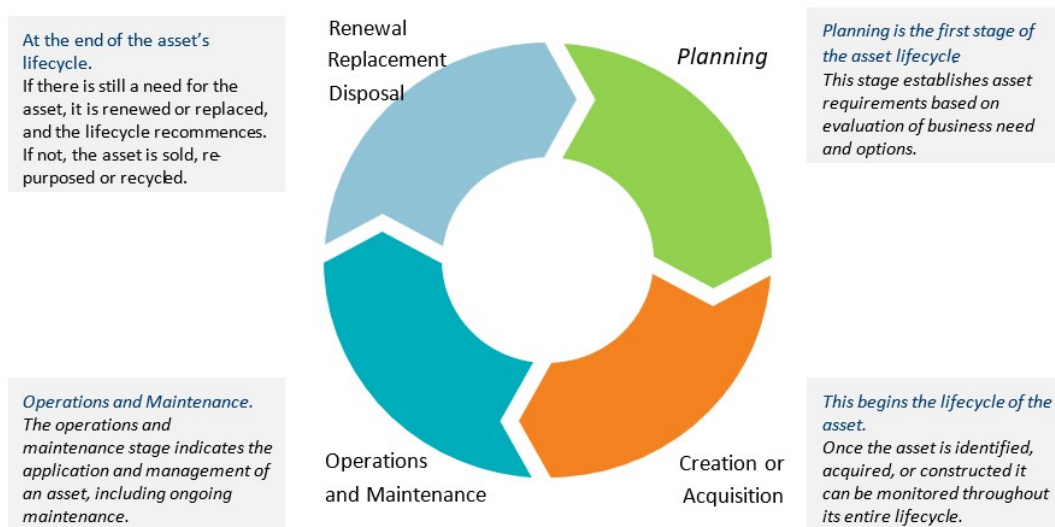 At the end of the asset's
lifecycle.
If there is still a need for the
asset, it is renewed or replaced,
and the lifecycle recommences.
If not, the asset is sold, re-
purposed or recycled.
Renewal
Replacement
Disposal
Planning
Planning is the first stage of
the asset lifecycle
This stage establishes asset
requirements based on
evaluation of business need
and options.
Operations and Maintenance.
The operations and
maintenance stage indicates the
application and management of
an asset, including ongoing
maintenance.
Operations
and Maintenance
Creation or
Acquisition
This begins the lifecycle of the
asset.
Once the asset is identified,
acquired, or constructed it
can be monitored throughout
its entire lifecycle.